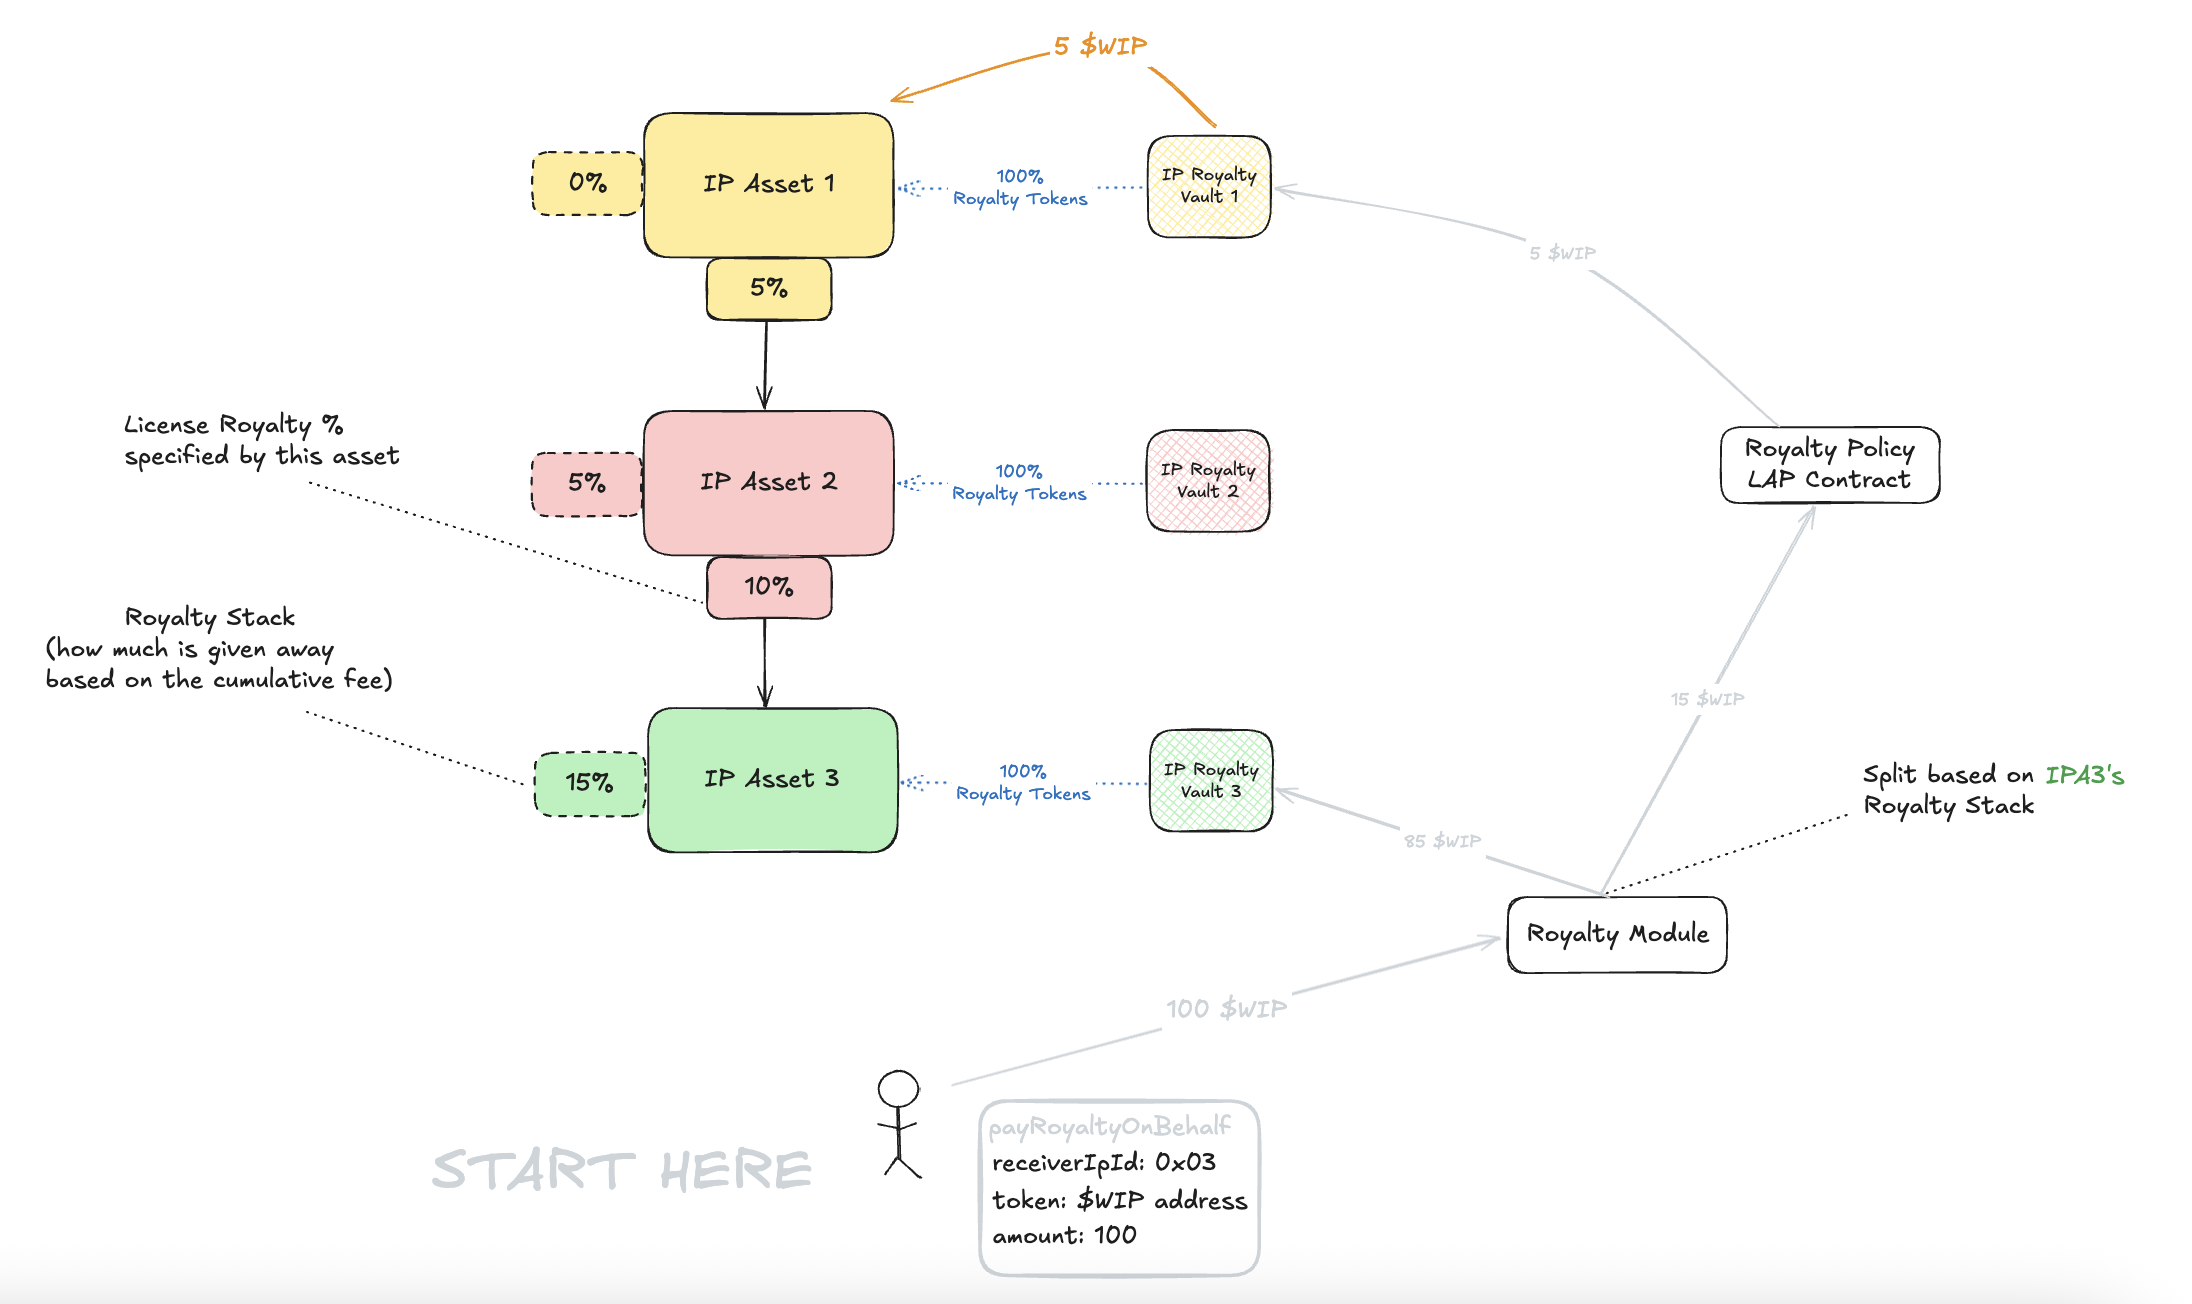 5 $WIP
0%
IP Asset 1
100%
Royalty Tokens
IP Royalty
Vault 1
5 $WIP
5%
License Royalty %
specified by this asset
5%
IP Asset 2
100%
Royalty Tokens
IP Royalty
Vault 2
Royalty Policy
LAP Contract
10%
Royalty Stack
(how much is given away
based on the cumulative fee)
15 $WIP
15%
IP Asset 3
100%
Royalty Tokens
IP Royalty
Vault 3
85 $WIP
Split based on IPA3's
Royalty Stack
Royalty Module
100 $WIP
START HERE
payRoyaltyOnBehalf
receiverIpId: 0x03
token: $WIP address
amount: 100